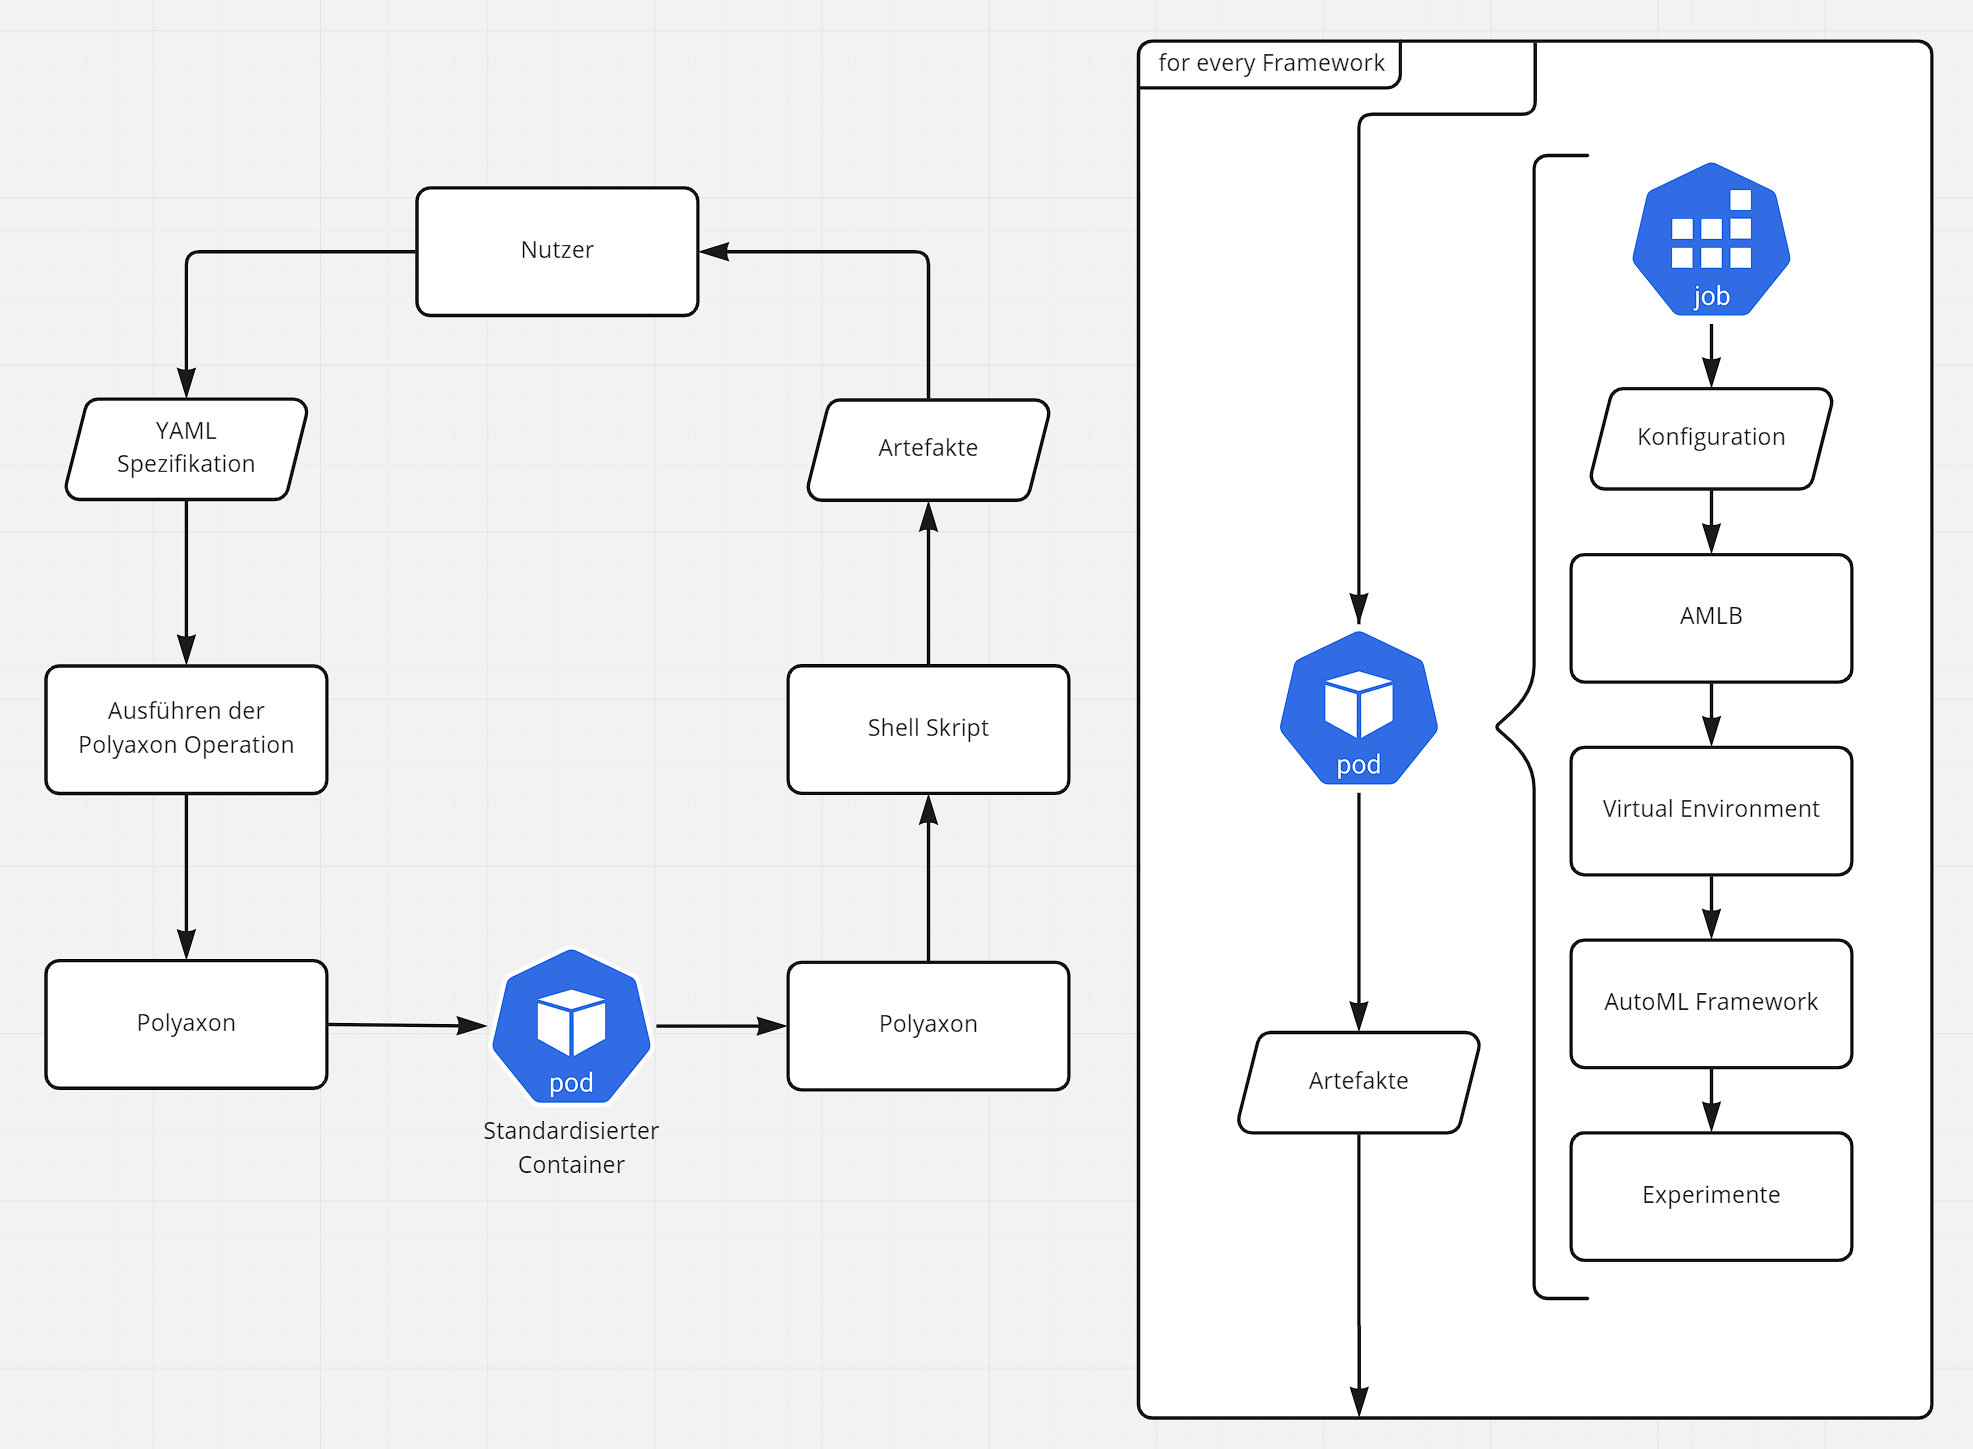 Nutzer
YAML
Spezifikation
Ausführen der
Polyaxon Operation
Polyaxon
pod
Standardisierter
Container
Polyaxon
Shell Skript
Artefakte
for every Framework
pod
Artefakte
job
Konfiguration
AMLB
Virtual Environment
AutoML Framework
Experimente